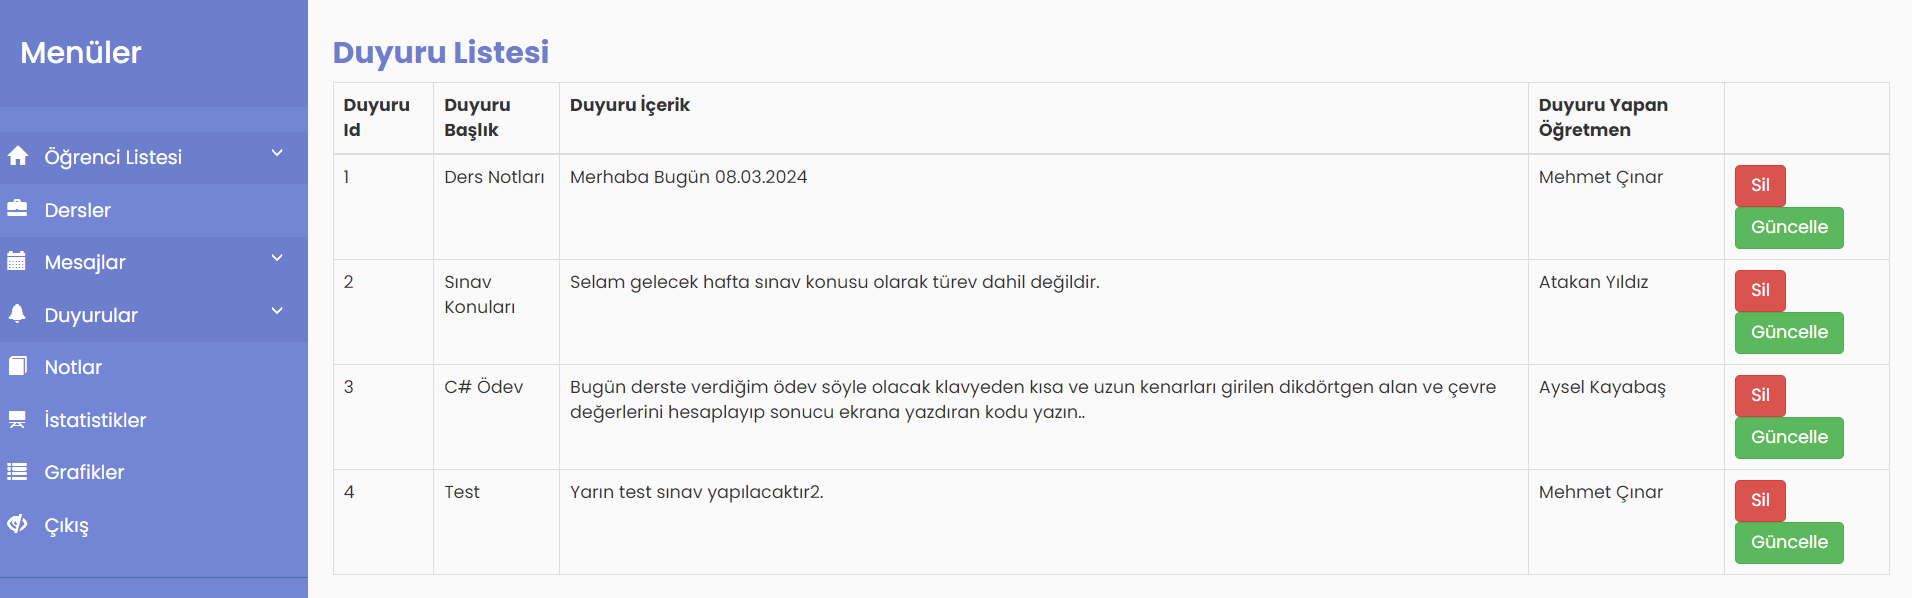 Menüler
Öğrenci Listesi
Dersler
Mesajlar
Duyurular
Notlar
İstatistikler
Grafikler
Çıkış
Duyuru Listesi
Duyuru Id
Duyuru Başlık
Duyuru İçerik
Duyuru Yapan Öğretmen
1
Ders Notları
Merhaba Bugün 08.03.2024
Mehmet Çınar
Sil
Güncelle
2
Sınav
Konuları
Selam gelecek hafta sınav konusu olarak türev dahil değildir.
Atakan Yıldız
Sil
Güncelle
3
C# Ödev
Bugün derste verdiğim ödev söyle olacak klavyeden kısa ve uzun kenarları girilen dikdörtgen alan ve çevre
değerlerini hesaplayıp sonucu ekrana yazdıran kodu yazın..
Aysel Kayabaş
Sil
Güncelle
4
Test
Yarın test sınav yapılacaktır2.
Mehmet Çınar
Sil
Güncelle